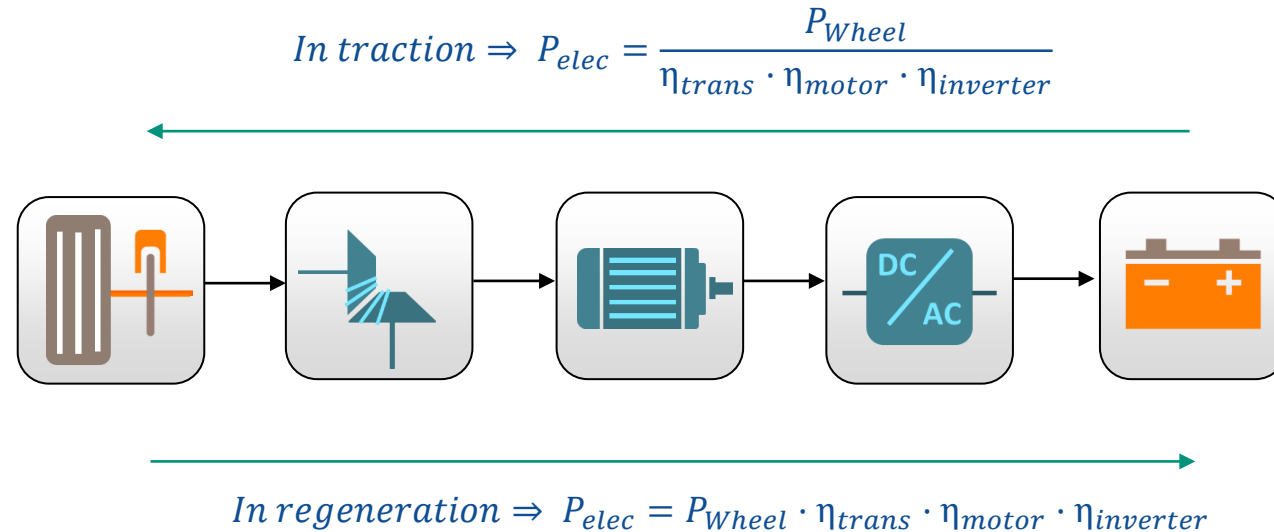 In traction ⇒ P_elec = P_Wheel / (η_trans · η_motor · η_inverter)
DC
AC
− +
In regeneration ⇒ P_elec = P_Wheel · η_trans · η_motor · η_inverter